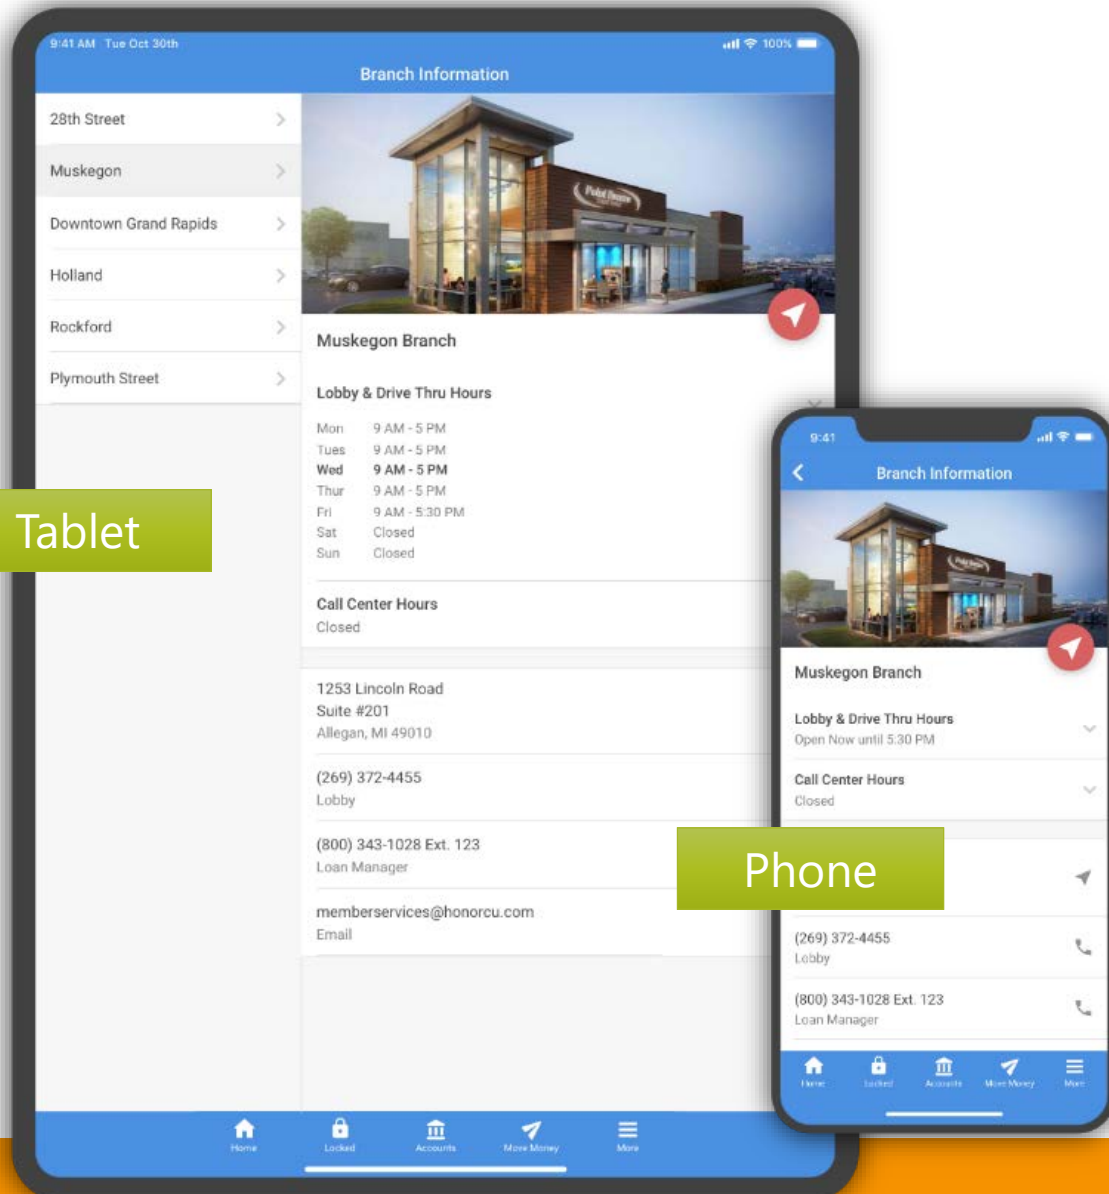 9:41 AM Tue Oct 30th
100%
Branch Information
28th Street
Muskegon
Downtown Grand Rapids
Holland
Rockford
Plymouth Street
Muskegon Branch
Lobby & Drive Thru Hours
Mon 9 AM - 5 PM
Tues 9 AM - 5 PM
Wed 9 AM - 5 PM
Thur 9 AM - 5 PM
Fri 9 AM - 5:30 PM
Sat Closed
Sun Closed
Call Center Hours
Closed
1253 Lincoln Road
Suite #201
Allegan, MI 49010
(269) 372-4455
Lobby
(800) 343-1028 Ext. 123
Loan Manager
memberservices@honorcu.com
Email
Home Locked Accounts Move Money More
Tablet
9:41
Branch Information
Muskegon Branch
Lobby & Drive Thru Hours
Open Now until 5:30 PM
Call Center Hours
Closed
Phone
(269) 372-4455
Lobby
(800) 343-1028 Ext. 123
Loan Manager
Home Locked Accounts Move Money More